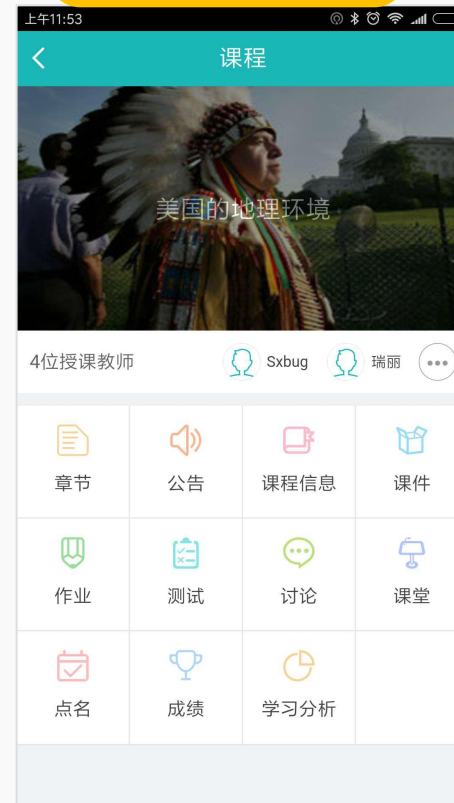 上午11:53
课程
美国的地理环境
4位授课教师 Sxbug 瑞丽
章节 公告 课程信息 课件
作业 测试 讨论 课堂
点名 成绩 学习分析